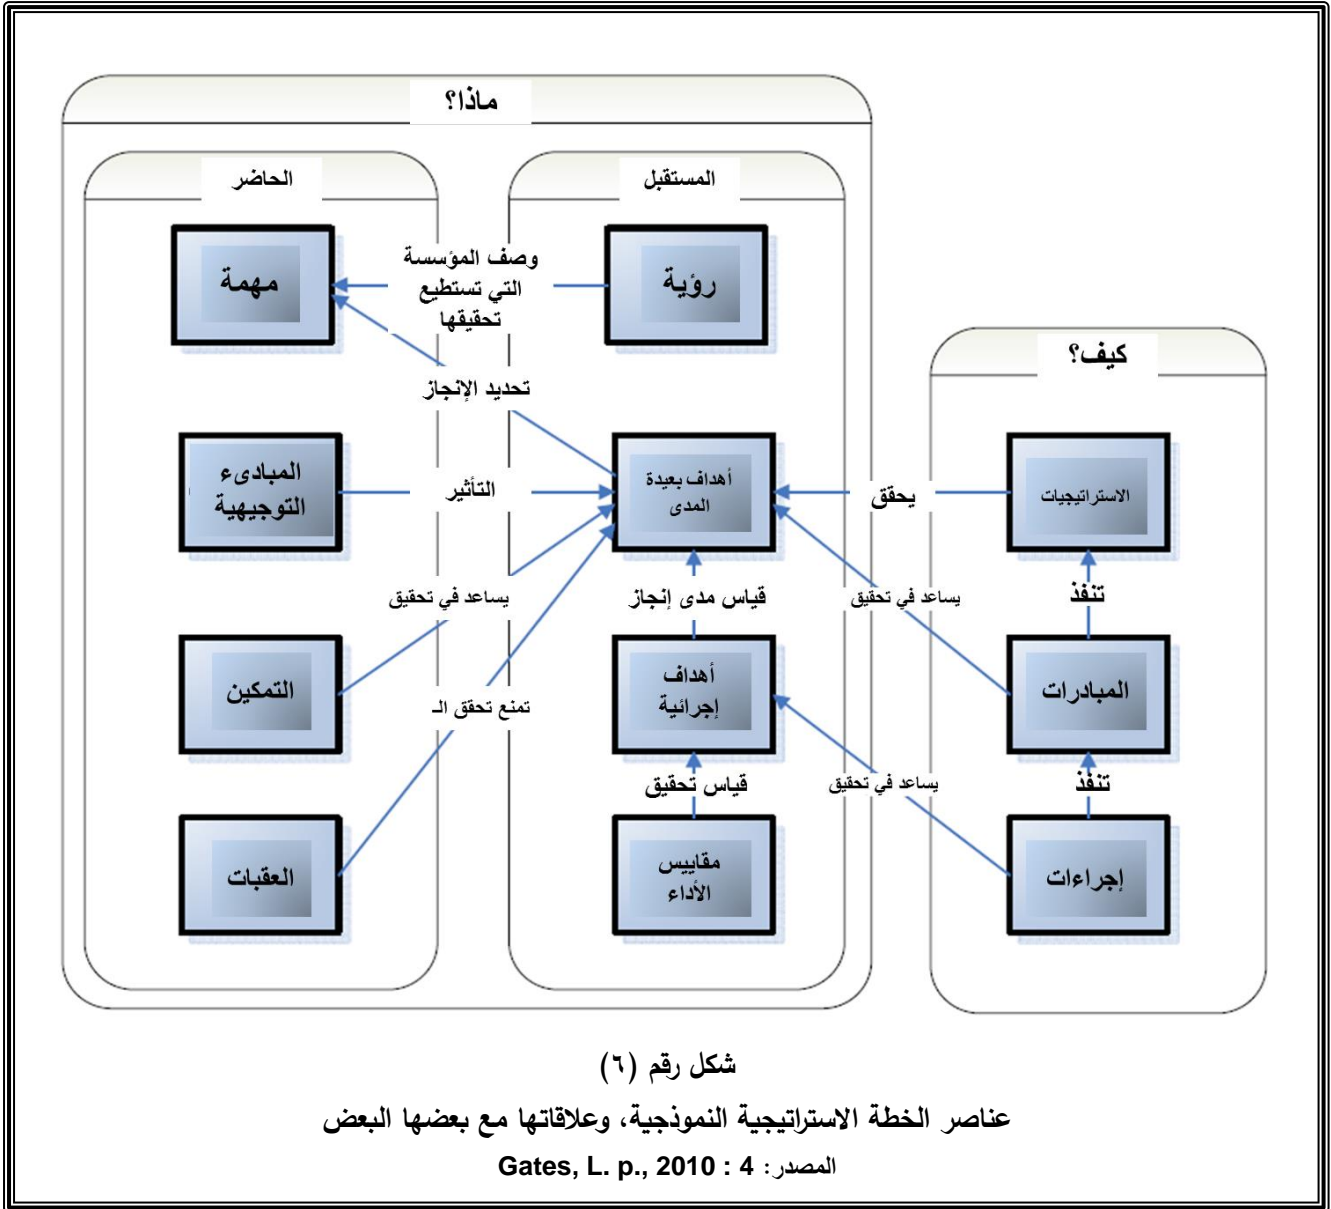 ماذا؟
الحاضر
المستقبل
مهمة
وصف المؤسسة
التي تستطيع
تحقيقها
رؤية
كيف؟
تحديد الإنجاز
المبادىء
التوجيهية
التأثير
أهداف بعيدة
المدى
يحقق
الاستراتيجيات
يساعد في تحقيق
قياس مدى إنجاز
يساعد في تحقيق
تنفذ
التمكين
تمنع تحقق الـ
أهداف
إجرائية
المبادرات
قياس تحقيق
يساعد في تحقيق
تنفذ
العقبات
مقاييس
الأداء
إجراءات
شكل رقم (٦)
عناصر الخطة الاستراتيجية النموذجية، وعلاقاتها مع بعضها البعض
المصدر: Gates, L. p., 2010 : 4